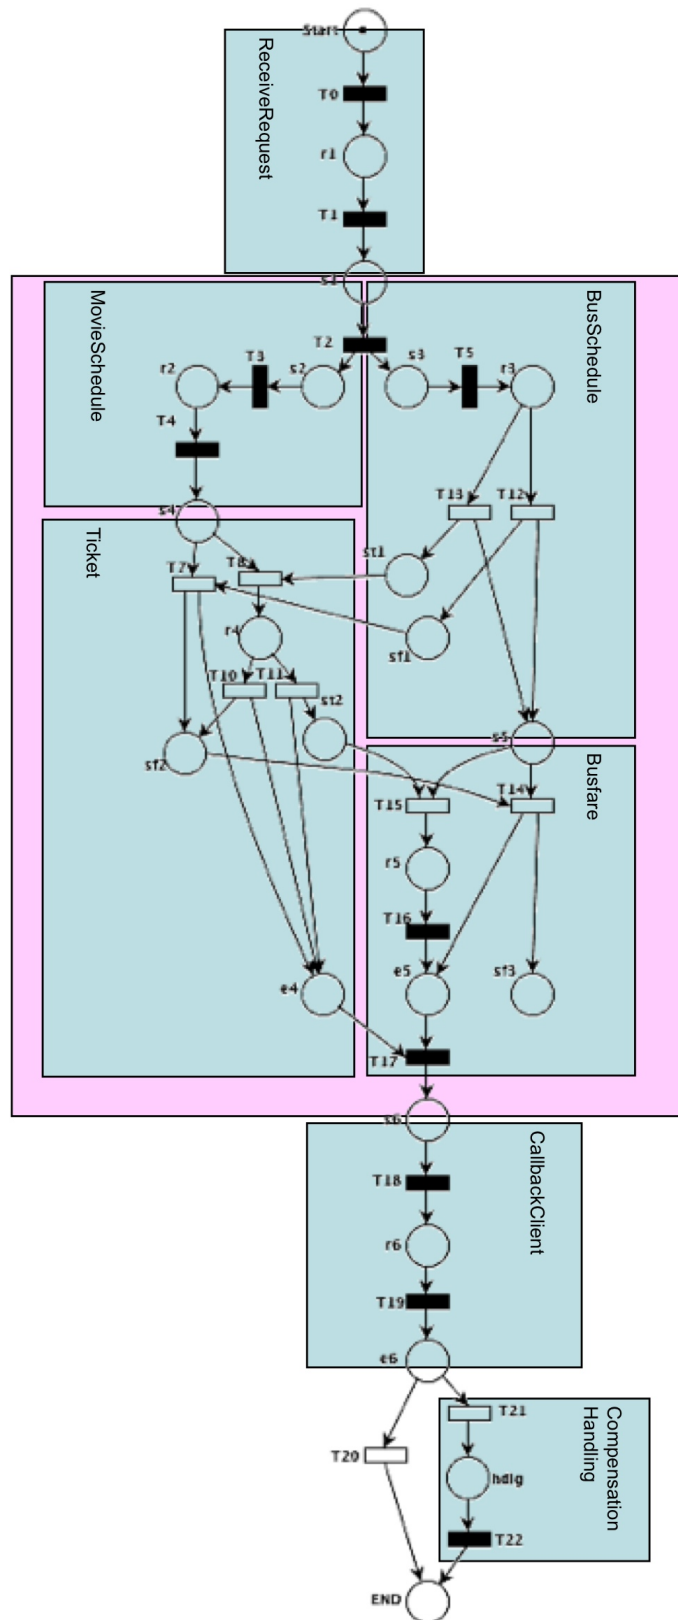 Start
ReceiveRequest
T0
r1
T1
s1
MovieSchedule
BusSchedule
T2
r2
T3
s2
s3
T5
r3
T4
s4
T13
T12
Ticket
T7
T8
st1
r4
sf1
T10
T11
st2
sf2
s5
Busfare
T15
T14
r5
T16
e4
e5
sf3
T17
s6
CallbackClient
T18
r6
T19
e6
T21
Compensation
Handling
T20
hdlg
T22
END